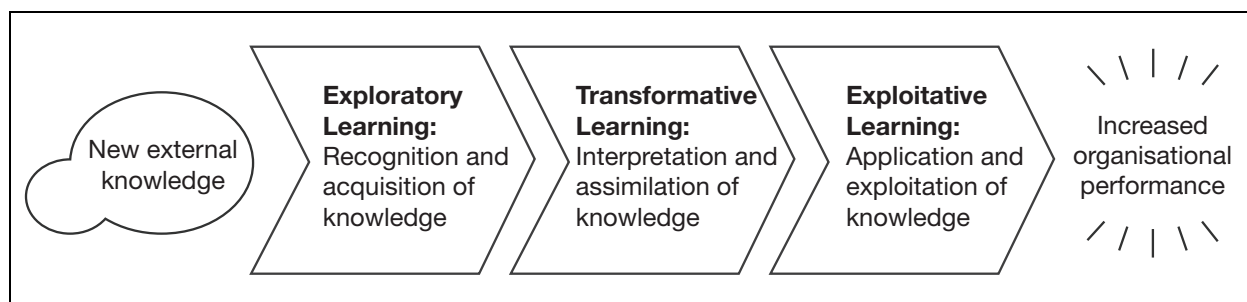 New external
knowledge
Exploratory
Learning:
Recognition and
acquisition of
knowledge
Transformative
Learning:
Interpretation and
assimilation of
knowledge
Exploitative
Learning:
Application and
exploitation of
knowledge
Increased
organisational
performance